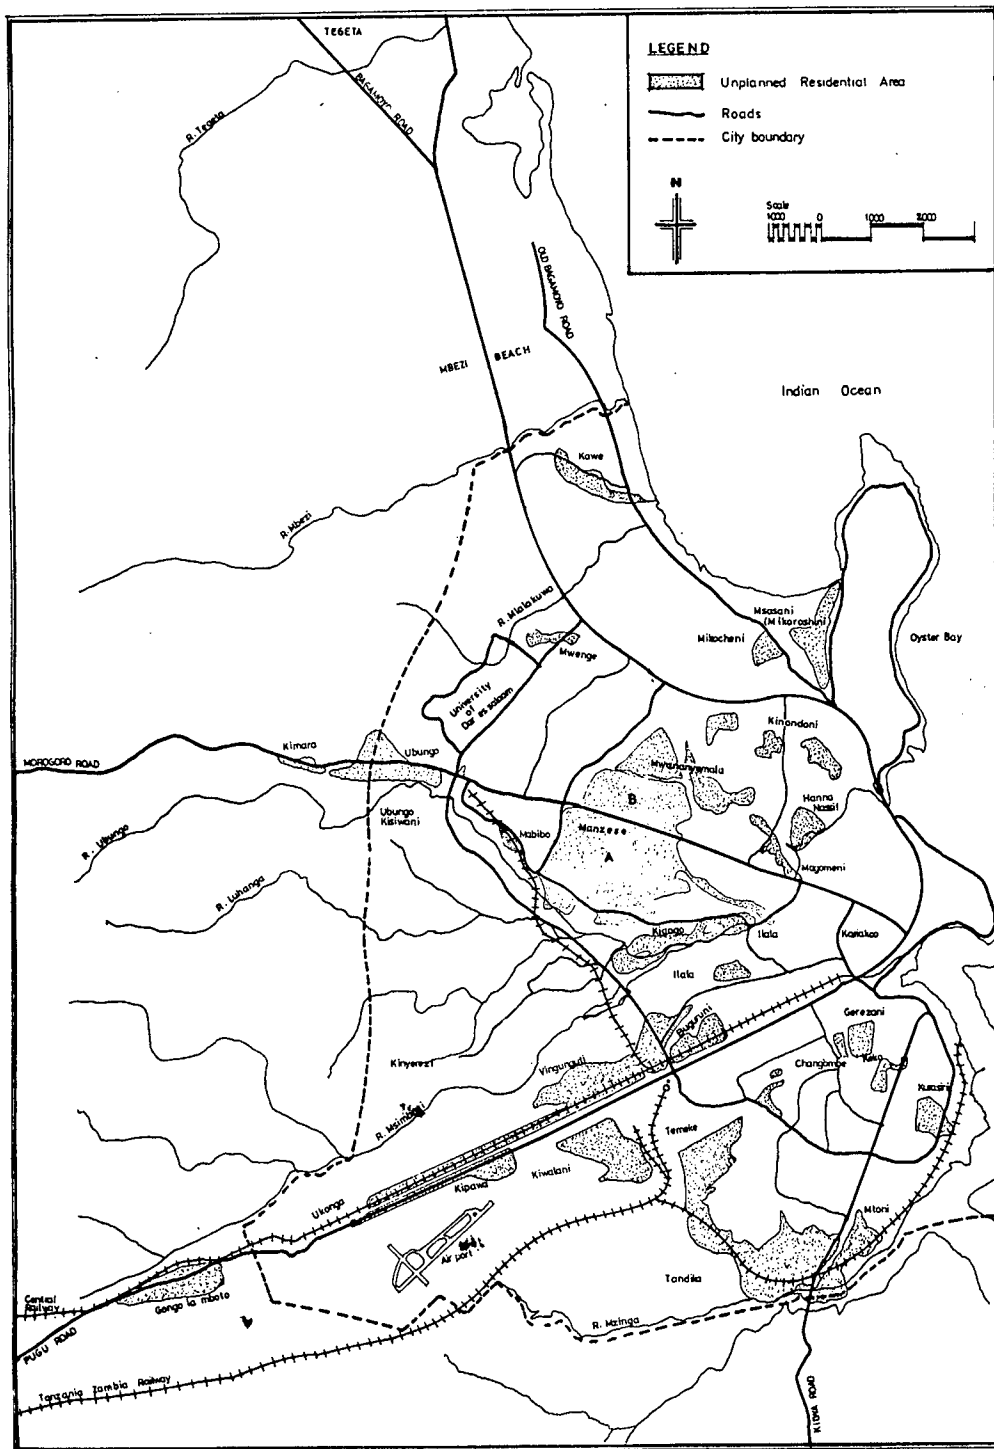 TEGETA
BAGAMOYO ROAD
R. Tegeta
LEGEND
Unplanned Residential Area
Roads
City boundary
N
Scale
1000 0 1000 2000
OLD BAGAMOYO ROAD
MBEZI BEACH
Indian Ocean
Kawe
R. Mbezi
R. Mlalakuwa
Msasani
(Mikoroshini)
Mikocheni
Oyster Bay
Mwenge
University
of
Dar es salaam
Kinondoni
Kimara
Ubungo
MOROGORO ROAD
Mwananyamala
B
Hanna
Nassif
Ubungo
Kisiwani
Mabibo
Manzese
R. Ubungo
A
Magomeni
R. Luhanga
Kigogo
Ilala
Kariakoo
Ilala
Gerezani
Buguruni
Kinyerezi
Vingunguti
Changombe
Keko
Kurasini
R. Msimbazi
Temeke
Kiwalani
Kipawa
Ukonga
Mtoni
Air port
Tandika
Central
Railway
Gongo la mboto
R. Mzinga
PUGU ROAD
Tanzania Zambia Railway
KILWA ROAD